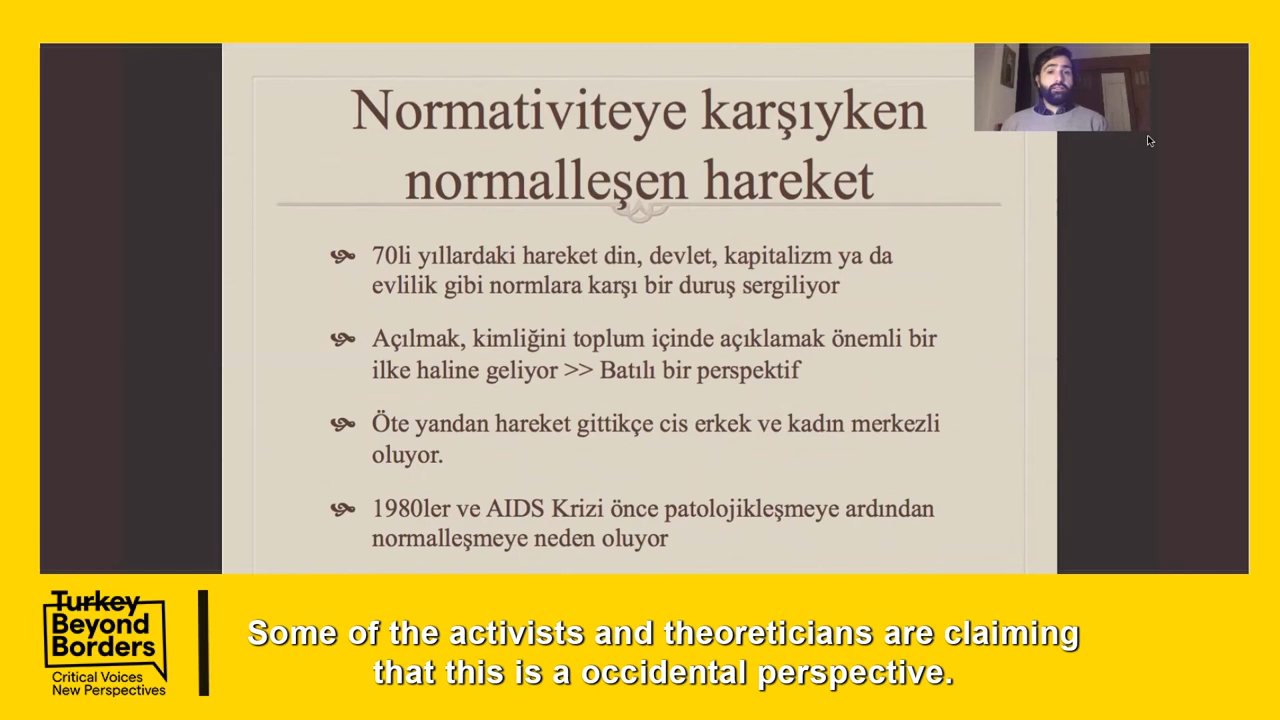 Normativiteye karşıyken
normalleşen hareket
70li yıllardaki hareket din, devlet, kapitalizm ya da
evlilik gibi normlara karşı bir duruş sergiliyor
Açılmak, kimliğini toplum içinde açıklamak önemli bir
ilke haline geliyor >> Batılı bir perspektif
Öte yandan hareket gittikçe cis erkek ve kadın merkezli
oluyor.
1980ler ve AIDS Krizi önce patolojikleşmeye ardından
normalleşmeye neden oluyor
Turkey
Beyond
Borders
Critical Voices
New Perspectives
Some of the activists and theoreticians are claiming
that this is a occidental perspective.